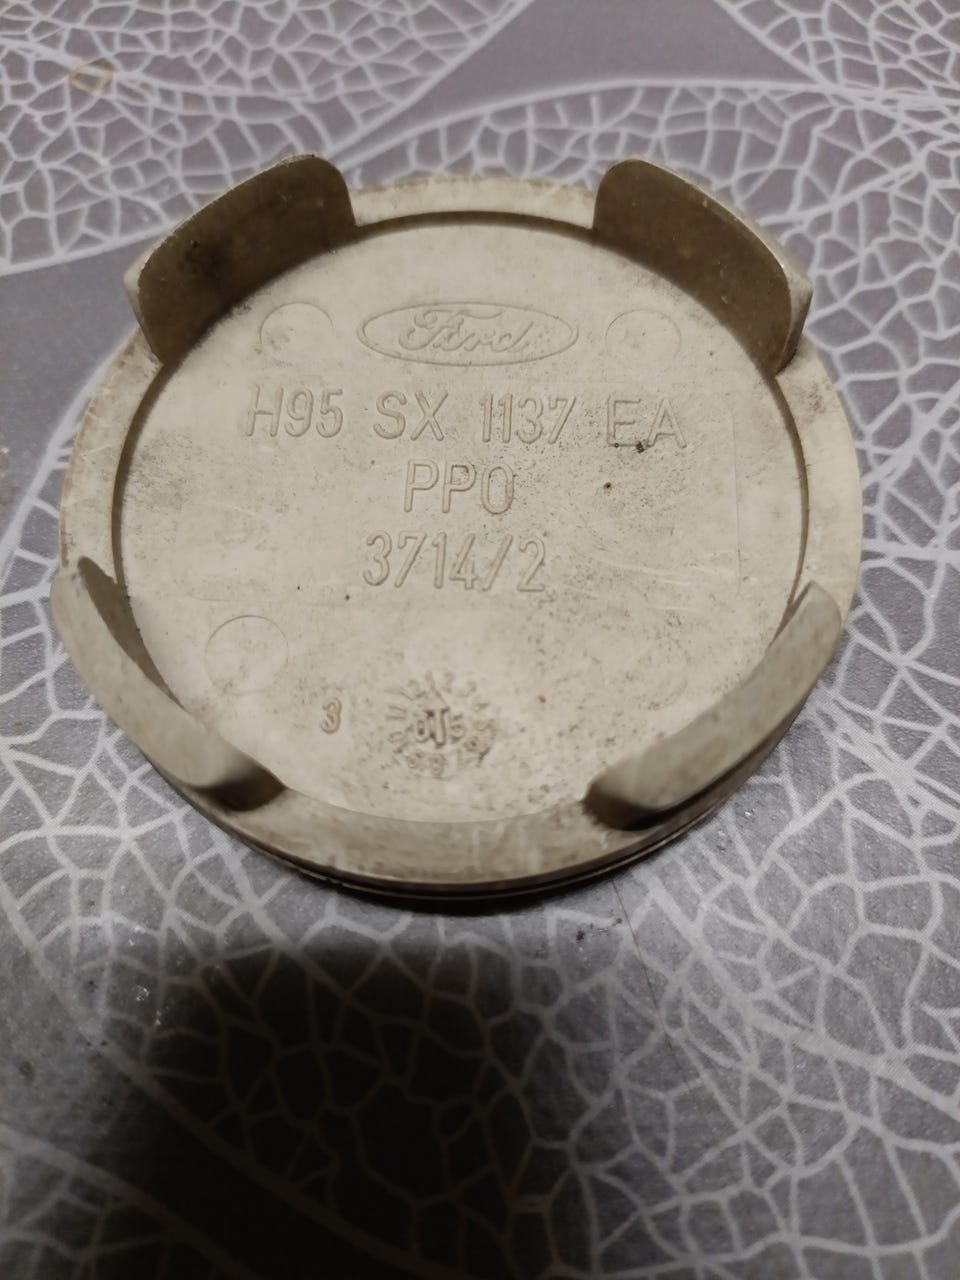 Ford
H95 SX 1137 EA
PPO
3714/2
3